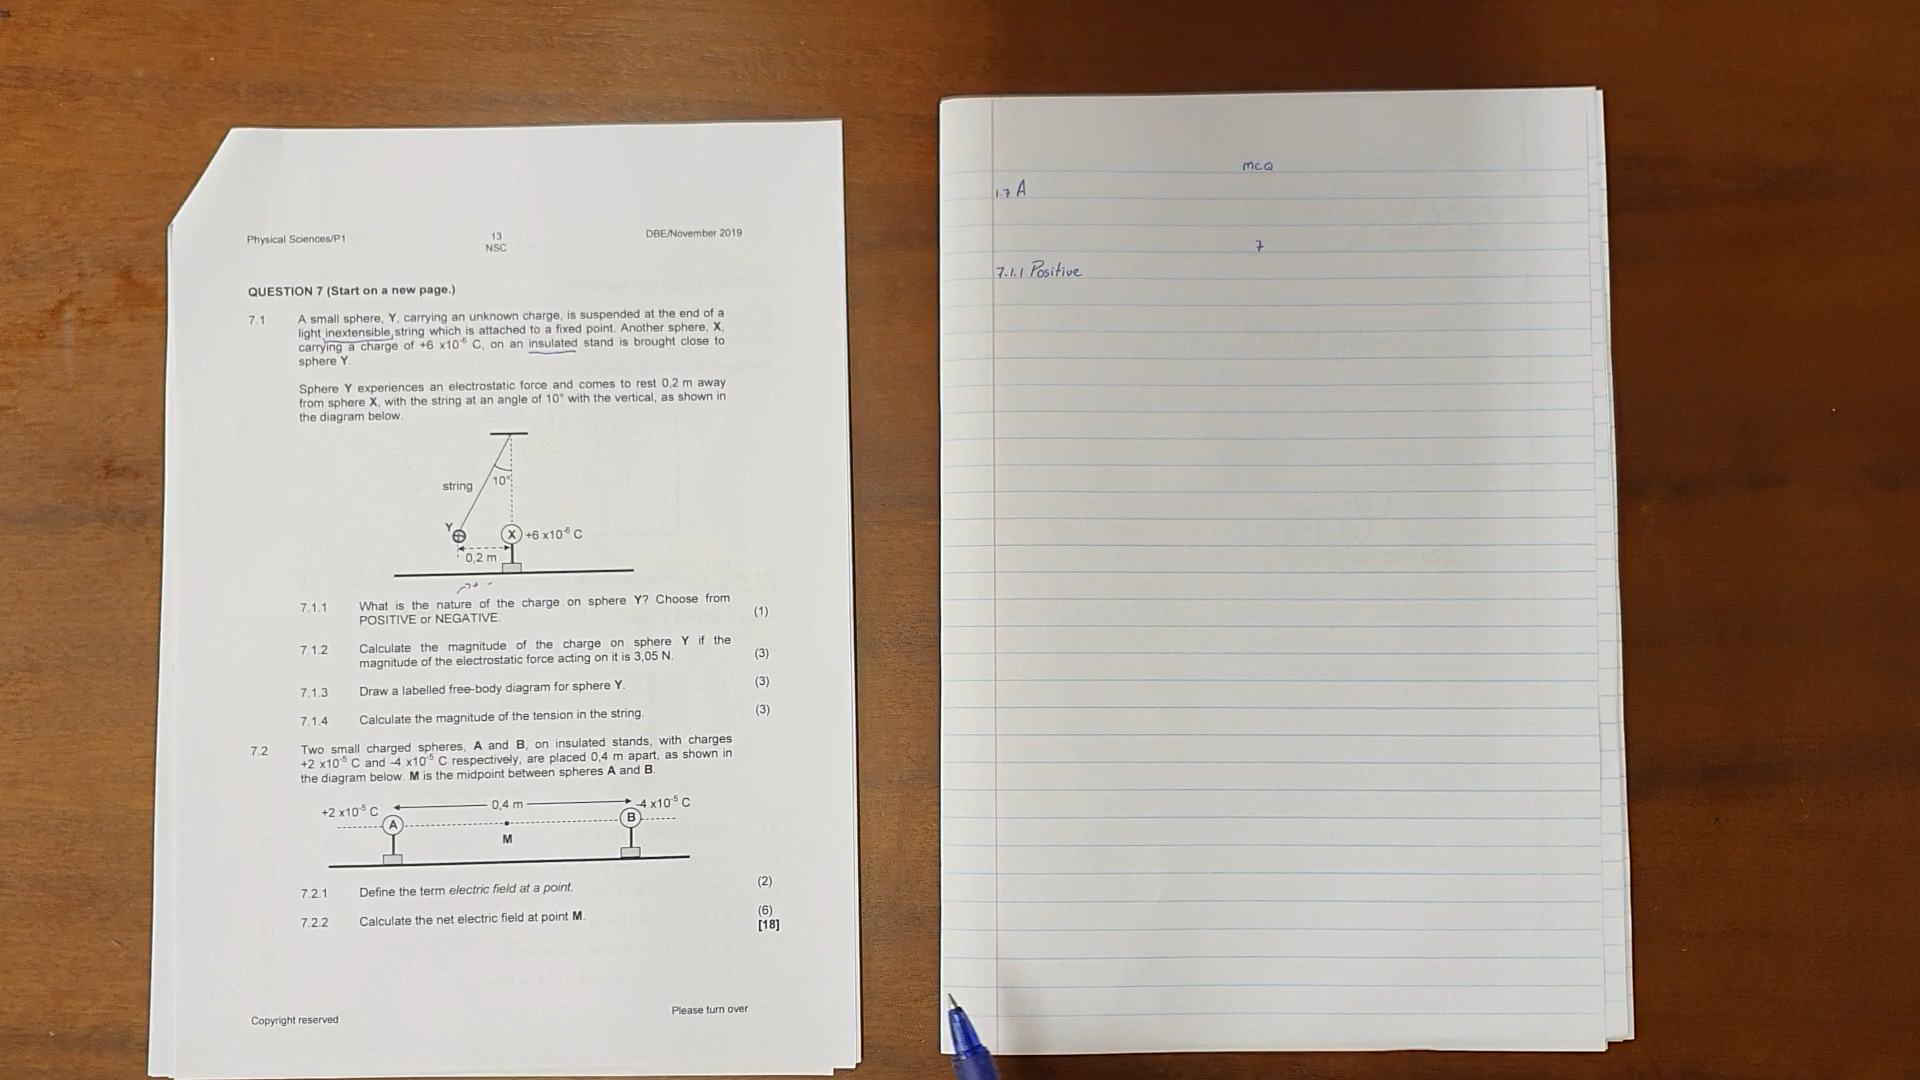 Physical Sciences/P1
13
NSC
DBE/November 2019
QUESTION 7 (Start on a new page.)
7.1 A small sphere, Y, carrying an unknown charge, is suspended at the end of a
light inextensible string which is attached to a fixed point. Another sphere, X,
carrying a charge of +6 x10⁻⁶ C, on an insulated stand is brought close to
sphere Y.
Sphere Y experiences an electrostatic force and comes to rest 0,2 m away
from sphere X, with the string at an angle of 10° with the vertical, as shown in
the diagram below.
string
10°
Y
X
+6 x10⁻⁶ C
0,2 m
7.1.1 What is the nature of the charge on sphere Y? Choose from
POSITIVE or NEGATIVE. (1)
7.1.2 Calculate the magnitude of the charge on sphere Y if the
magnitude of the electrostatic force acting on it is 3,05 N. (3)
7.1.3 Draw a labelled free-body diagram for sphere Y. (3)
7.1.4 Calculate the magnitude of the tension in the string. (3)
7.2 Two small charged spheres, A and B, on insulated stands, with charges
+2 x10⁻⁵ C and -4 x10⁻⁵ C respectively, are placed 0,4 m apart, as shown in
the diagram below. M is the midpoint between spheres A and B.
+2 x10⁻⁵ C
0,4 m
-4 x10⁻⁵ C
A
B
M
7.2.1 Define the term electric field at a point. (2)
7.2.2 Calculate the net electric field at point M. (6)
[18]
Copyright reserved
Please turn over
MCQ
1.7 A
7
7.1.1 Positive